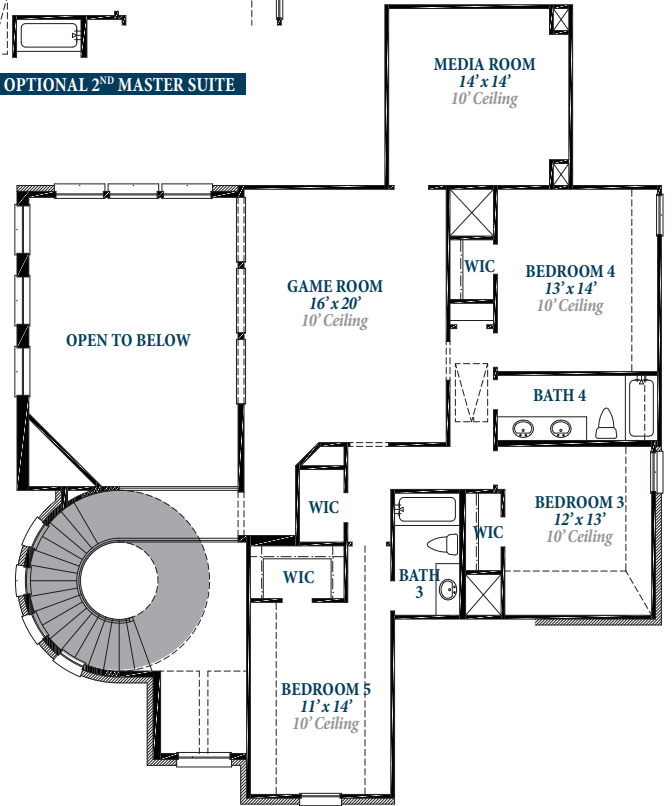 OPTIONAL 2ND MASTER SUITE
MEDIA ROOM
14’ x 14’
10’ Ceiling
WIC
BEDROOM 4
13’ x 14’
10’ Ceiling
GAME ROOM
16’ x 20’
10’ Ceiling
OPEN TO BELOW
BATH 4
WIC
BEDROOM 3
12’ x 13’
10’ Ceiling
WIC
WIC
BATH
3
BEDROOM 5
11’ x 14’
10’ Ceiling